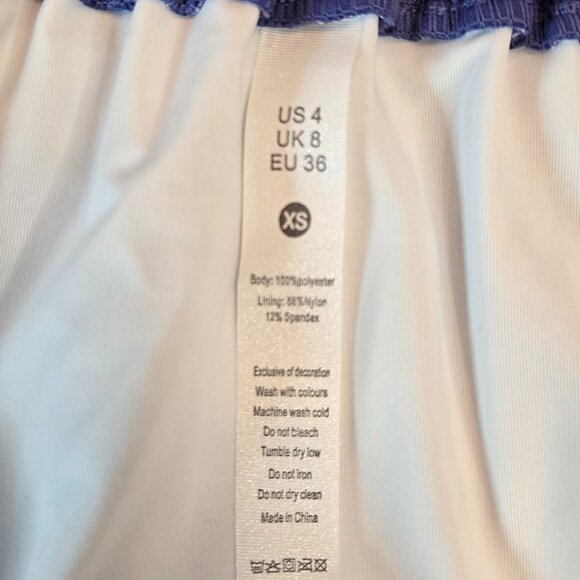 US 4
UK 8
EU 36
XS
Body: 100%polyester
Lining: 88%Nylon
12% Spandex
Exclusive of decoration
Wash with colours
Machine wash cold
Do not bleach
Tumble dry low
Do not iron
Do not dry clean
Made in China